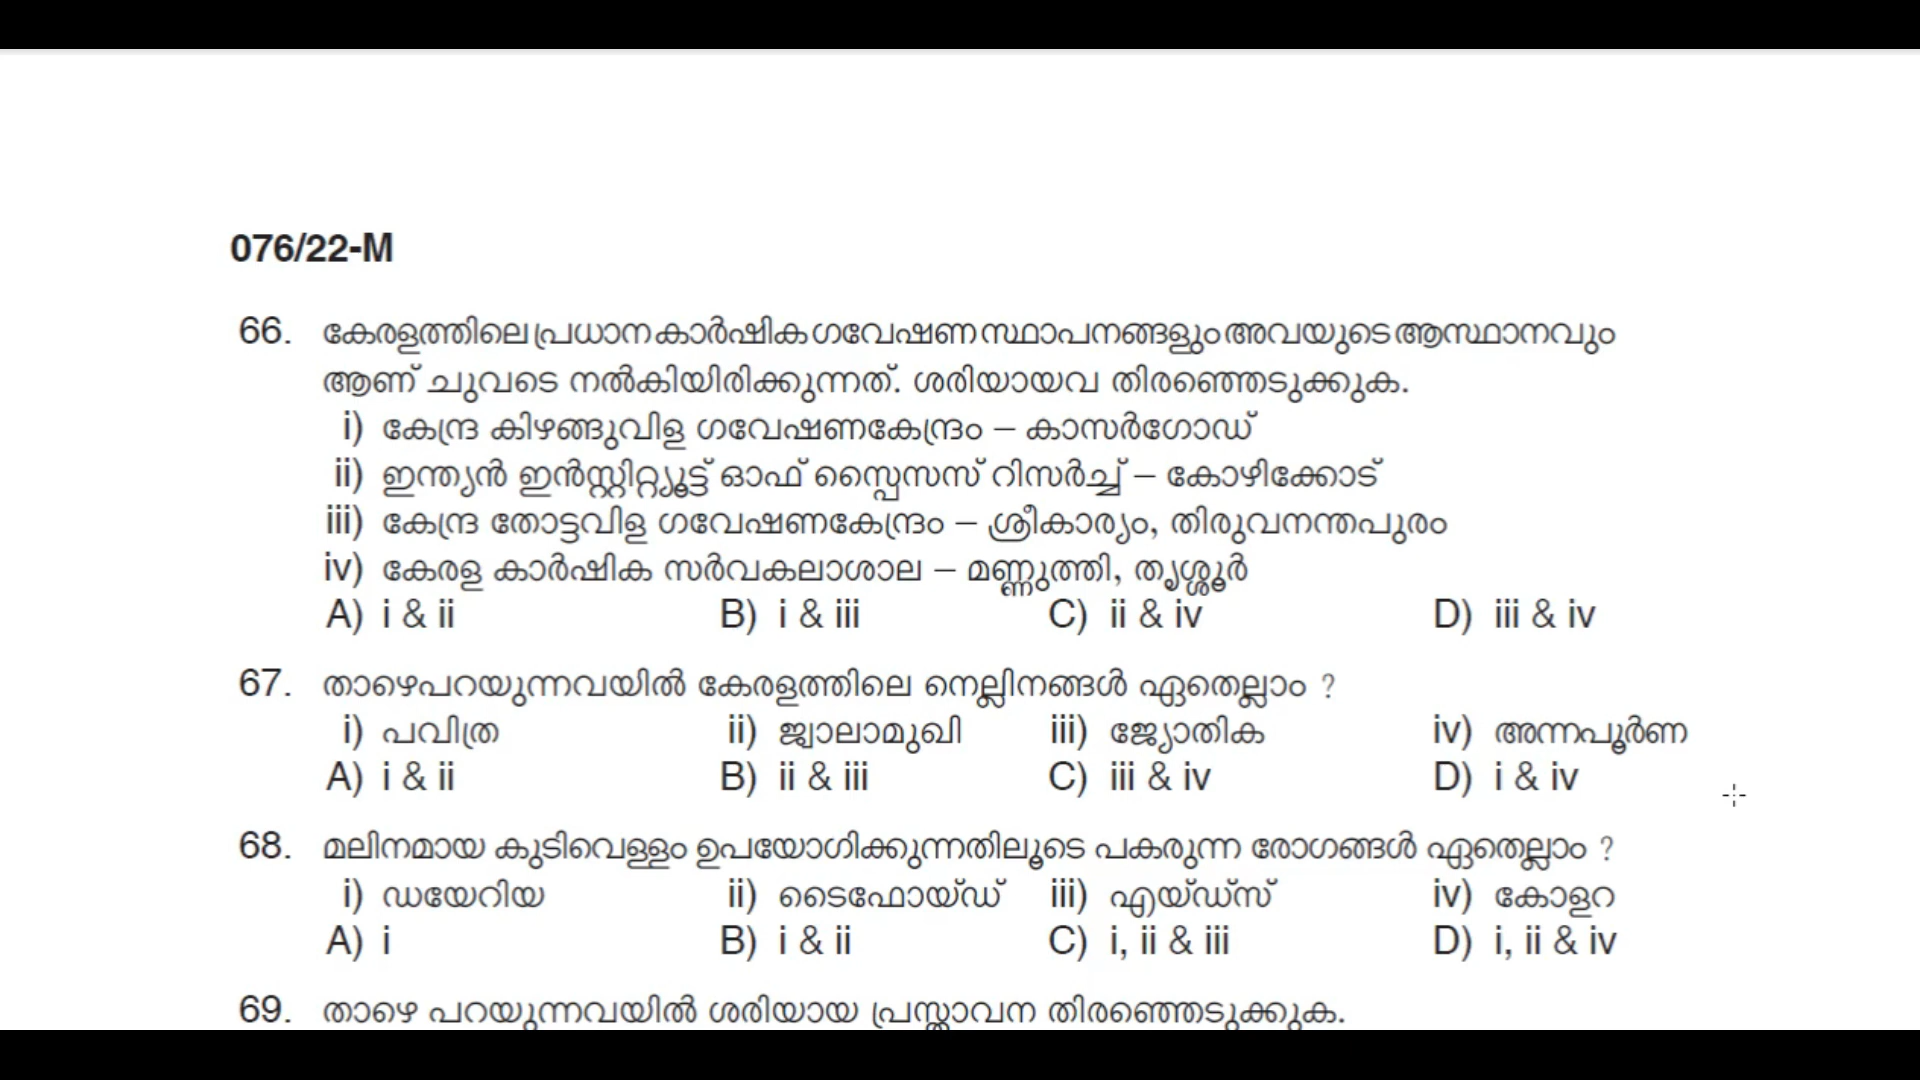 076/22-M
66. കേരളത്തിലെ പ്രധാന കാർഷിക ഗവേഷണ സ്ഥാപനങ്ങളും അവയുടെ ആസ്ഥാനവും
ആണ് ചുവടെ നൽകിയിരിക്കുന്നത്. ശരിയായവ തിരഞ്ഞെടുക്കുക.
i) കേന്ദ്ര കിഴങ്ങുവിള ഗവേഷണകേന്ദ്രം – കാസർഗോഡ്
ii) ഇന്ത്യൻ ഇൻസ്റ്റിറ്റ്യൂട്ട് ഓഫ് സ്പൈസസ് റിസർച്ച് – കോഴിക്കോട്
iii) കേന്ദ്ര തോട്ടവിള ഗവേഷണകേന്ദ്രം – ശ്രീകാര്യം, തിരുവനന്തപുരം
iv) കേരള കാർഷിക സർവകലാശാല – മണ്ണുത്തി, തൃശ്ശൂർ
A) i & ii B) i & iii C) ii & iv D) iii & iv
67. താഴെപറയുന്നവയിൽ കേരളത്തിലെ നെല്ലിനങ്ങൾ ഏതെല്ലാം ?
i) പവിത്ര ii) ജ്വാലാമുഖി iii) ജ്യോതിക iv) അന്നപൂർണ
A) i & ii B) ii & iii C) iii & iv D) i & iv
68. മലിനമായ കുടിവെള്ളം ഉപയോഗിക്കുന്നതിലൂടെ പകരുന്ന രോഗങ്ങൾ ഏതെല്ലാം ?
i) ഡയേറിയ ii) ടൈഫോയ്ഡ് iii) എയ്ഡ്സ് iv) കോളറ
A) i B) i & ii C) i, ii & iii D) i, ii & iv
69. താഴെ പറയുന്നവയിൽ ശരിയായ പ്രസ്താവന തിരഞ്ഞെടുക്കുക.